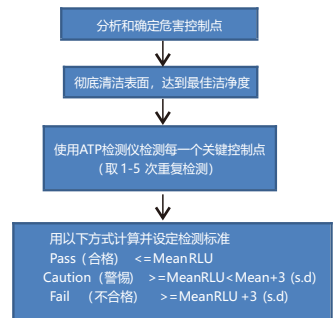 分析和确定危害控制点
彻底清洁表面，达到最佳洁净度
使用ATP检测仪检测每一个关键控制点
（取 1-5 次重复检测）
用以下方式计算并设定检测标准
Pass（合格） <=MeanRLU
Caution（警惕） >=MeanRLU<Mean+3 (s.d)
Fail （不合格） >=MeanRLU +3 (s.d)